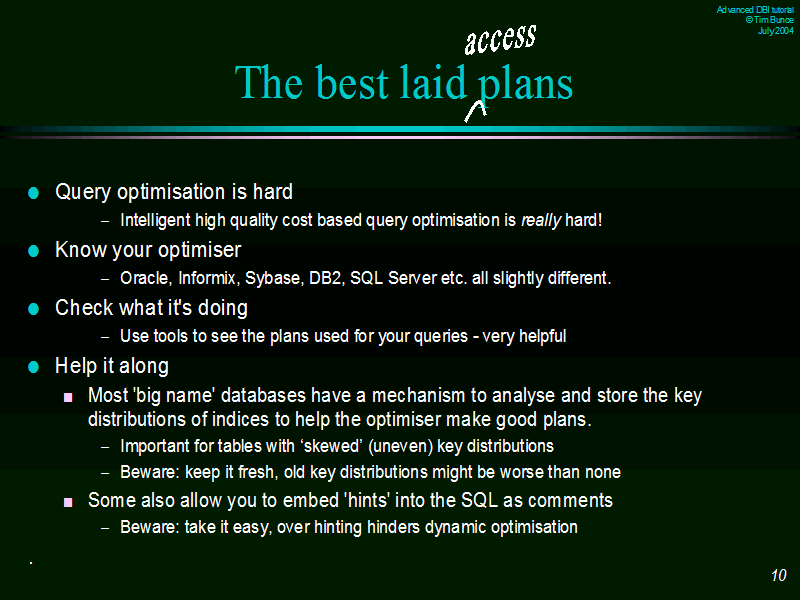 Advanced DBI tutorial
© Tim Bunce
July 2004
access
The best laid plans
Query optimisation is hard
– Intelligent high quality cost based query optimisation is really hard!
Know your optimiser
– Oracle, Informix, Sybase, DB2, SQL Server etc. all slightly different.
Check what it's doing
– Use tools to see the plans used for your queries - very helpful
Help it along
Most 'big name' databases have a mechanism to analyse and store the key
distributions of indices to help the optimiser make good plans.
– Important for tables with ‘skewed’ (uneven) key distributions
– Beware: keep it fresh, old key distributions might be worse than none
Some also allow you to embed 'hints' into the SQL as comments
– Beware: take it easy, over hinting hinders dynamic optimisation
.
10